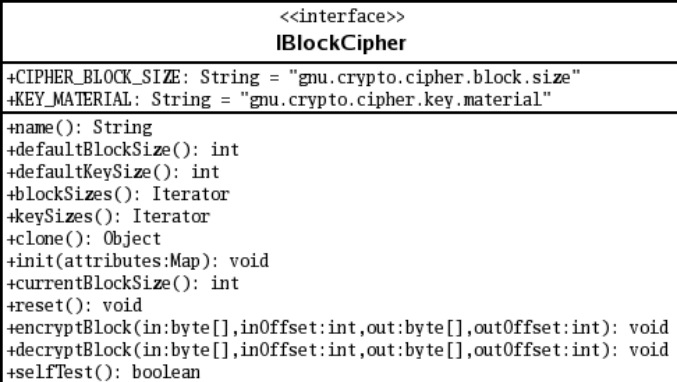 <<interface>>
IBlockCipher
+CIPHER_BLOCK_SIZE: String = "gnu.crypto.cipher.block.size"
+KEY_MATERIAL: String = "gnu.crypto.cipher.key.material"
+name(): String
+defaultBlockSize(): int
+defaultKeySize(): int
+blockSizes(): Iterator
+keySizes(): Iterator
+clone(): Object
+init(attributes:Map): void
+currentBlockSize(): int
+reset(): void
+encryptBlock(in:byte[],inOffset:int,out:byte[],outOffset:int): void
+decryptBlock(in:byte[],inOffset:int,out:byte[],outOffset:int): void
+selfTest(): boolean